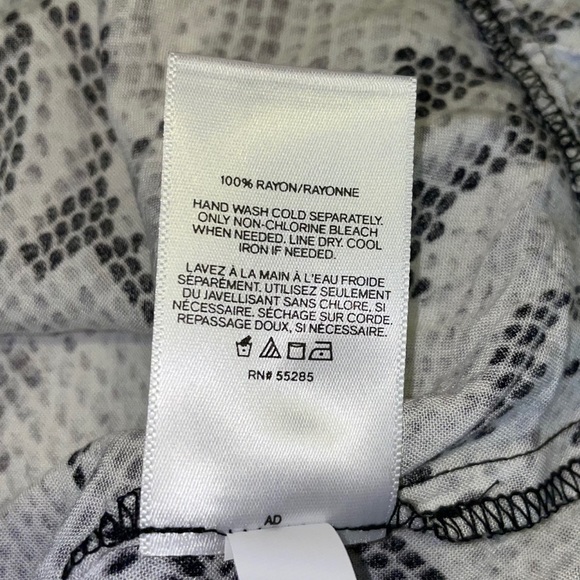 100% RAYON/RAYONNE
HAND WASH COLD SEPARATELY.
ONLY NON-CHLORINE BLEACH
WHEN NEEDED. LINE DRY. COOL
IRON IF NEEDED.
LAVEZ À LA MAIN À L'EAU FROIDE
SÉPARÉMENT. UTILISEZ SEULEMENT
DU JAVELLISANT SANS CHLORE, SI
NÉCESSAIRE. SÉCHAGE SUR CORDE.
REPASSAGE DOUX, SI NÉCESSAIRE.
RN# 55285
AD